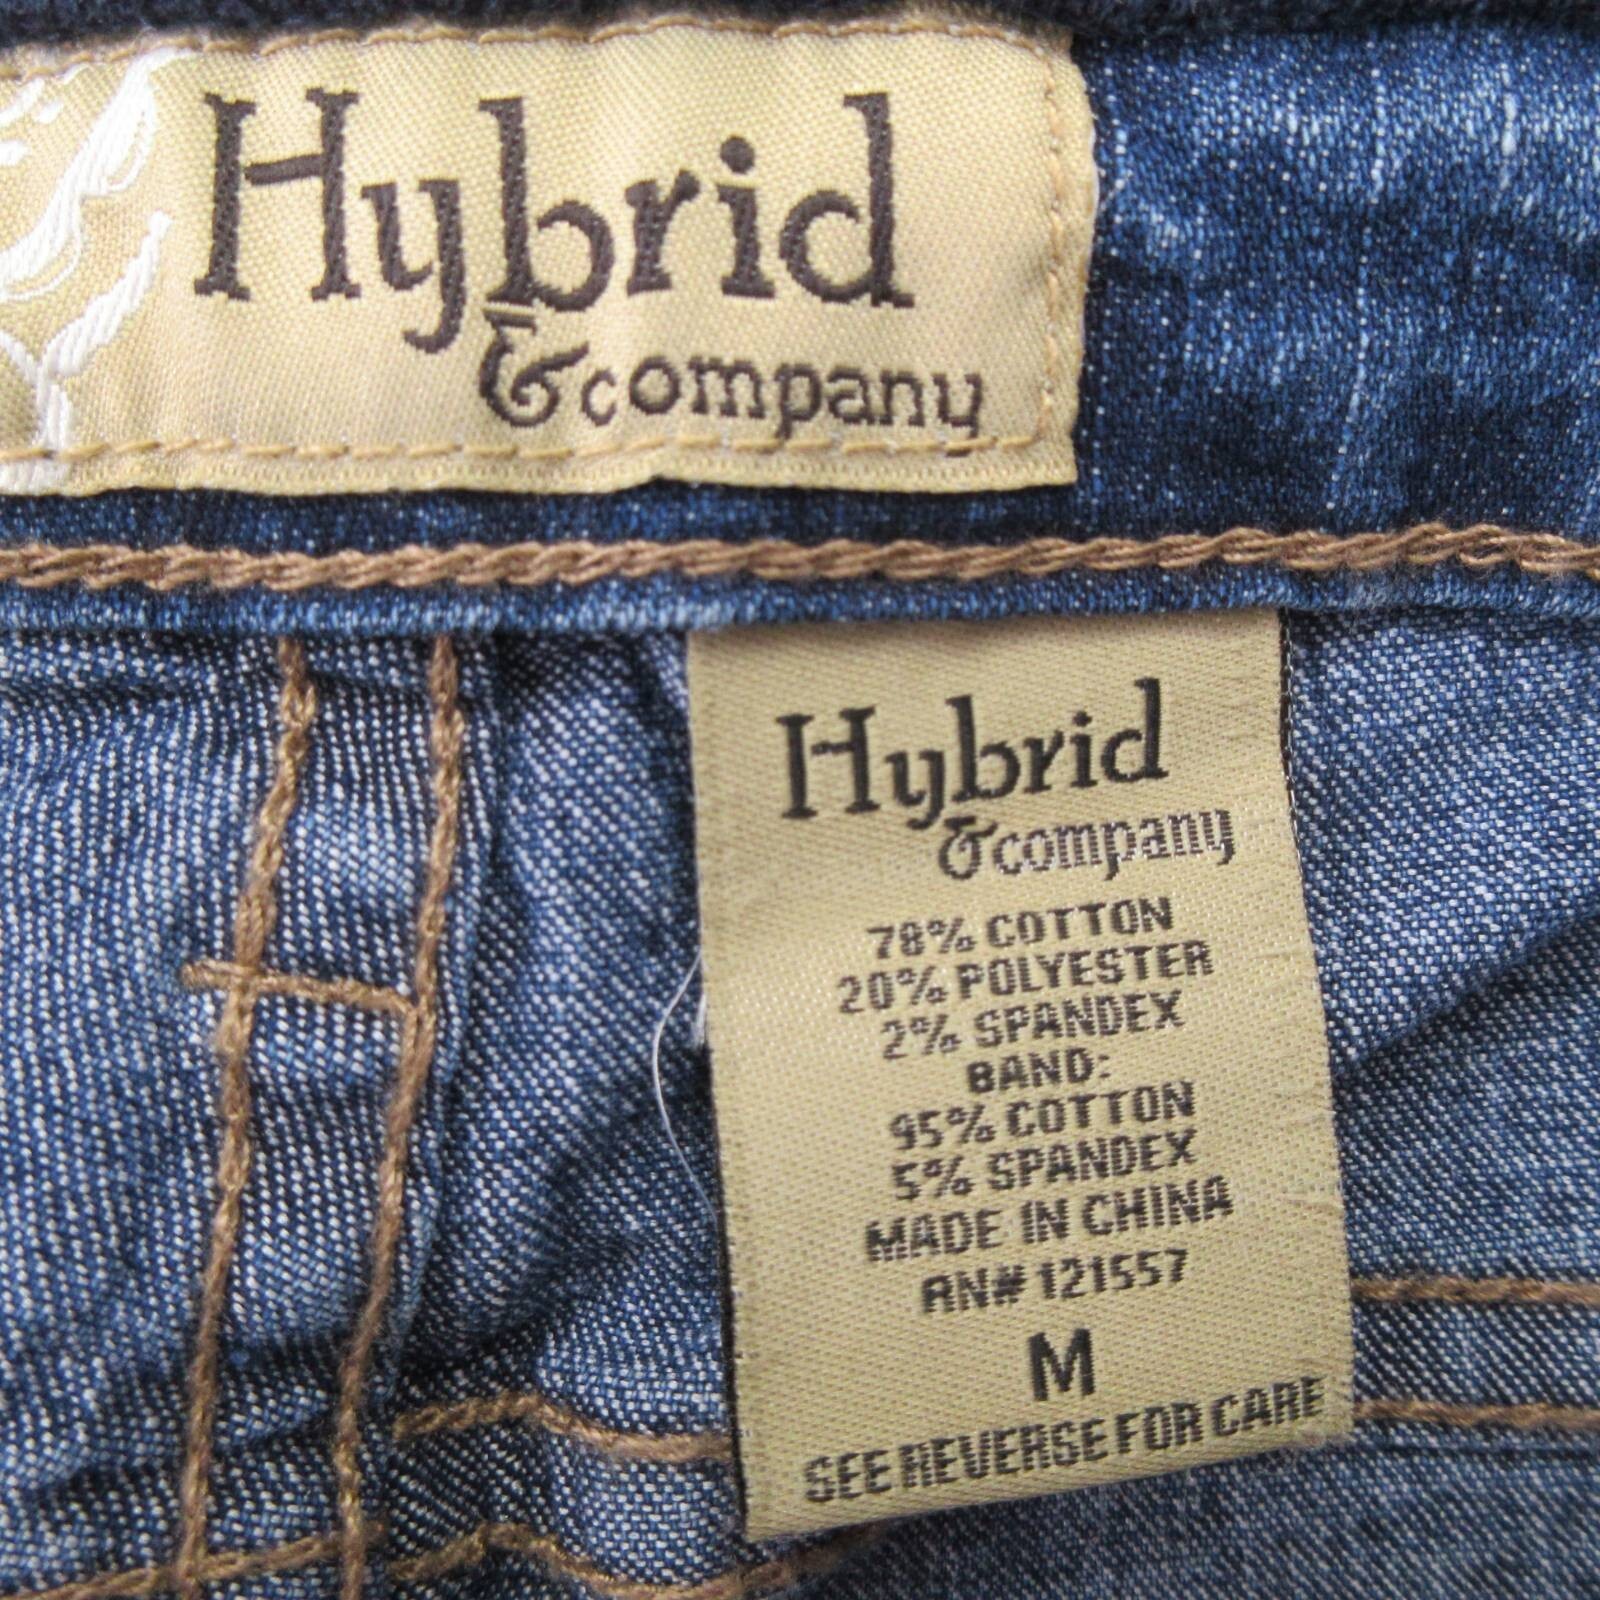 Hybrid
& company
Hybrid
& company
78% COTTON
20% POLYESTER
2% SPANDEX
BAND:
95% COTTON
5% SPANDEX
MADE IN CHINA
RN# 121557
M
SEE REVERSE FOR CARE